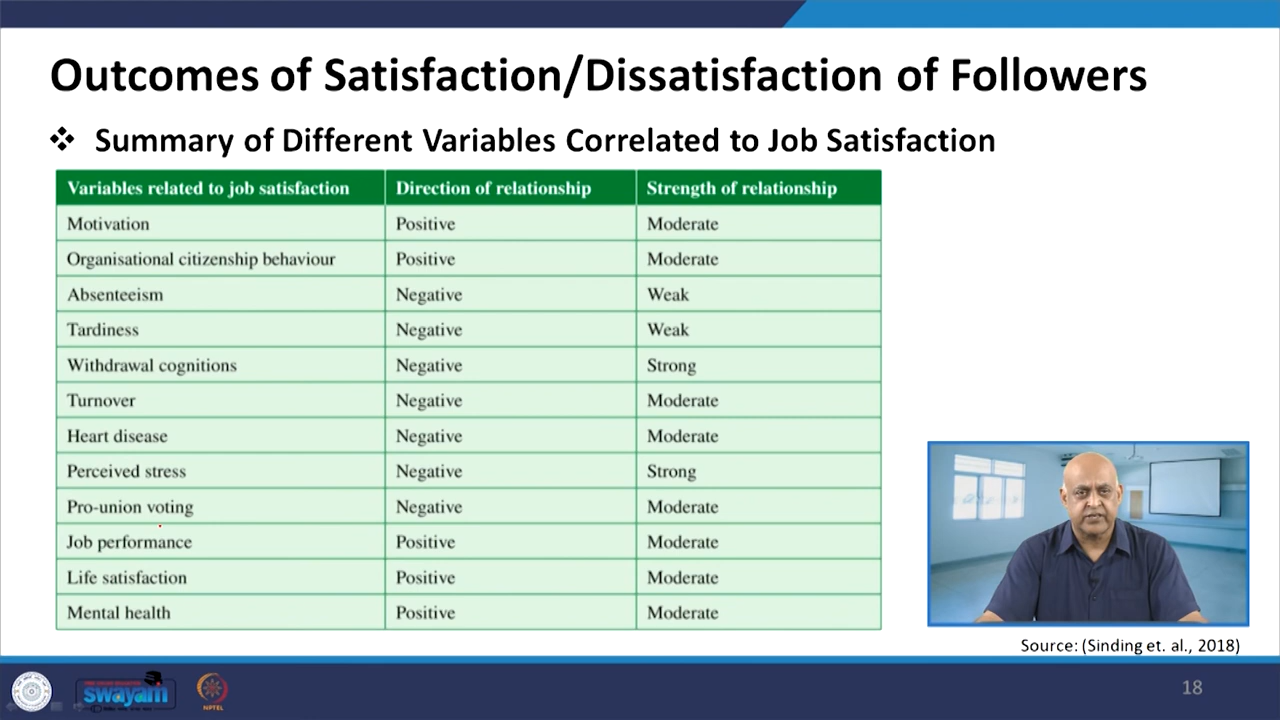 Outcomes of Satisfaction/Dissatisfaction of Followers
❖ Summary of Different Variables Correlated to Job Satisfaction
Variables related to job satisfaction Direction of relationship Strength of relationship
Motivation Positive Moderate
Organisational citizenship behaviour Positive Moderate
Absenteeism Negative Weak
Tardiness Negative Weak
Withdrawal cognitions Negative Strong
Turnover Negative Moderate
Heart disease Negative Moderate
Perceived stress Negative Strong
Pro-union voting Negative Moderate
Job performance Positive Moderate
Life satisfaction Positive Moderate
Mental health Positive Moderate
Source: (Sinding et. al., 2018)
swayam
NPTEL
18